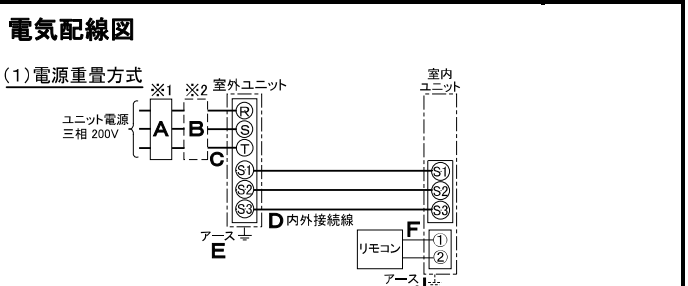 電気配線図
(1)電源重畳方式
※1 ※2 室外ユニット
室内
ユニット
ユニット電源
三相 200V
A
B
C
R
S
T
S1
S2
S3
S1
S2
S3
D 内外接続線
アース
E
リモコン
F
1
2
アース